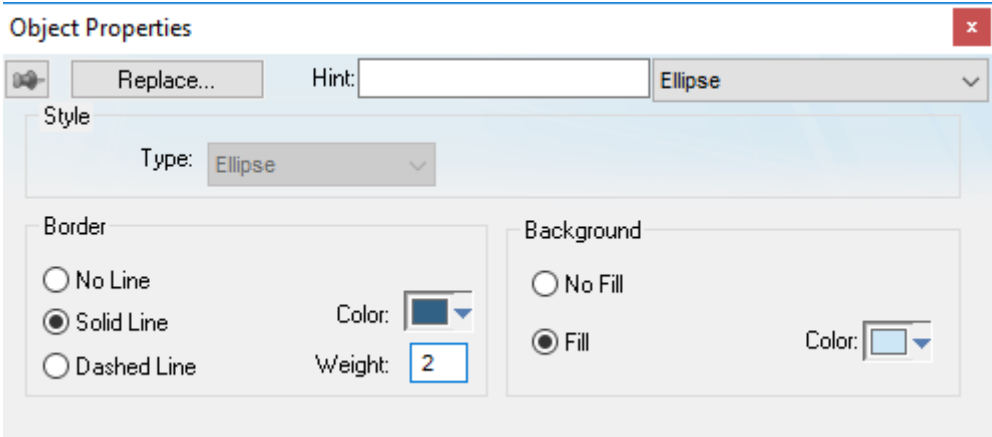 Object Properties
x
Replace... Hint: Ellipse
Style
Type: Ellipse
Border
No Line
Solid Line
Dashed Line
Color:
Weight: 2
Background
No Fill
Fill
Color: